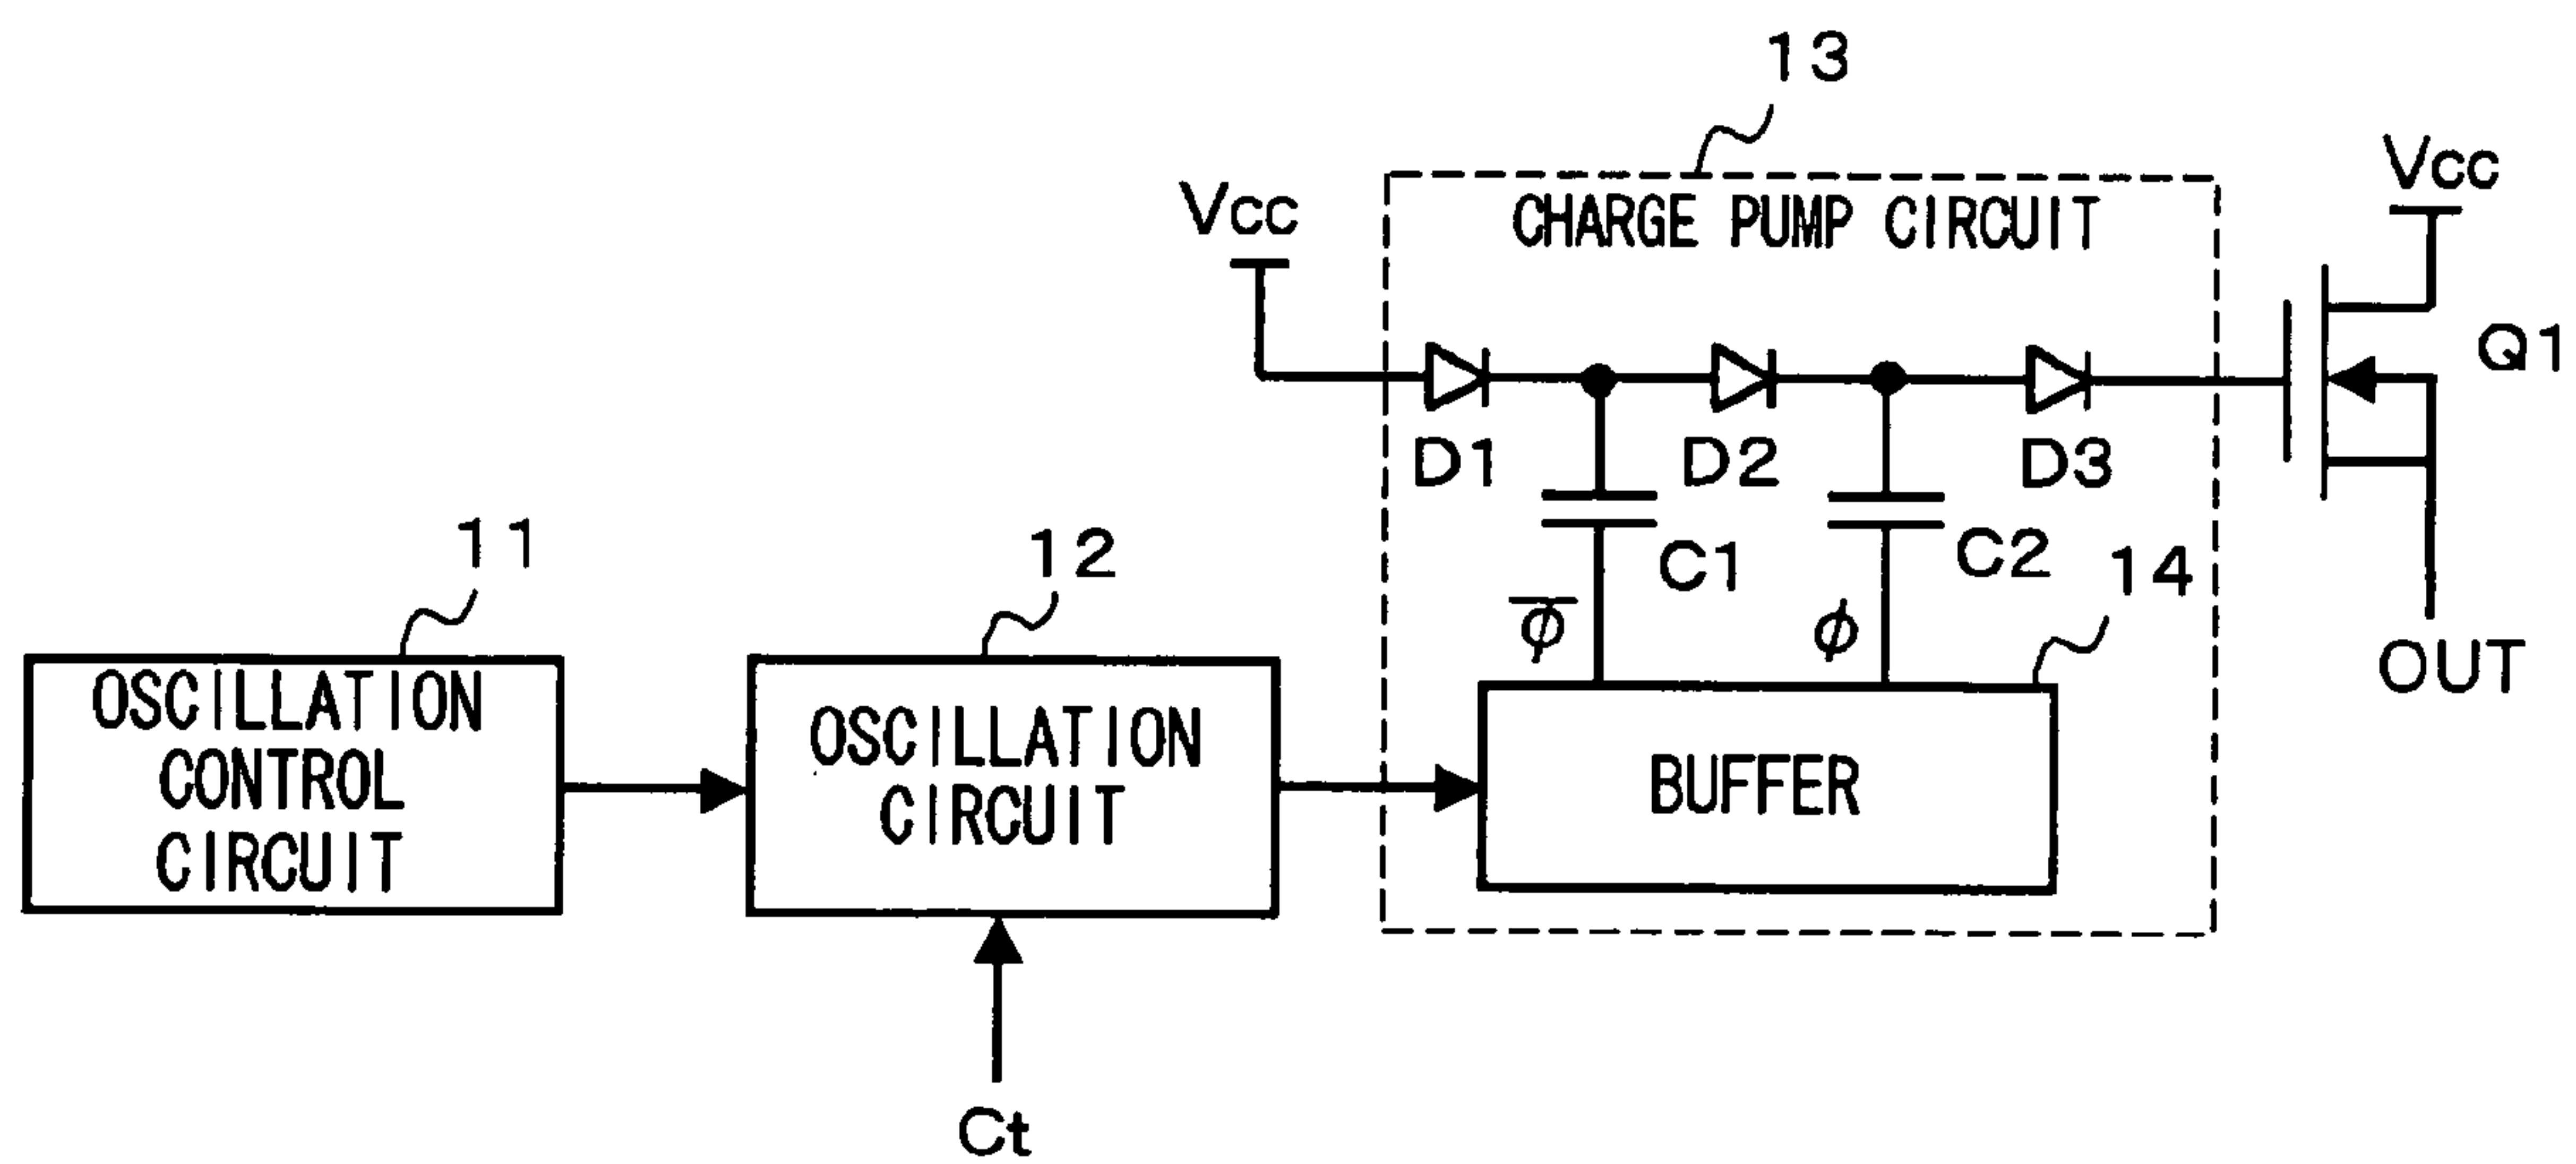 13
Vcc
Vcc
CHARGE PUMP CIRCUIT
Q1
D1
D2
D3
C1
C2
14
11
12
φ̅
φ
OUT
OSCILLATION
CONTROL
CIRCUIT
OSCILLATION
CIRCUIT
BUFFER
Ct